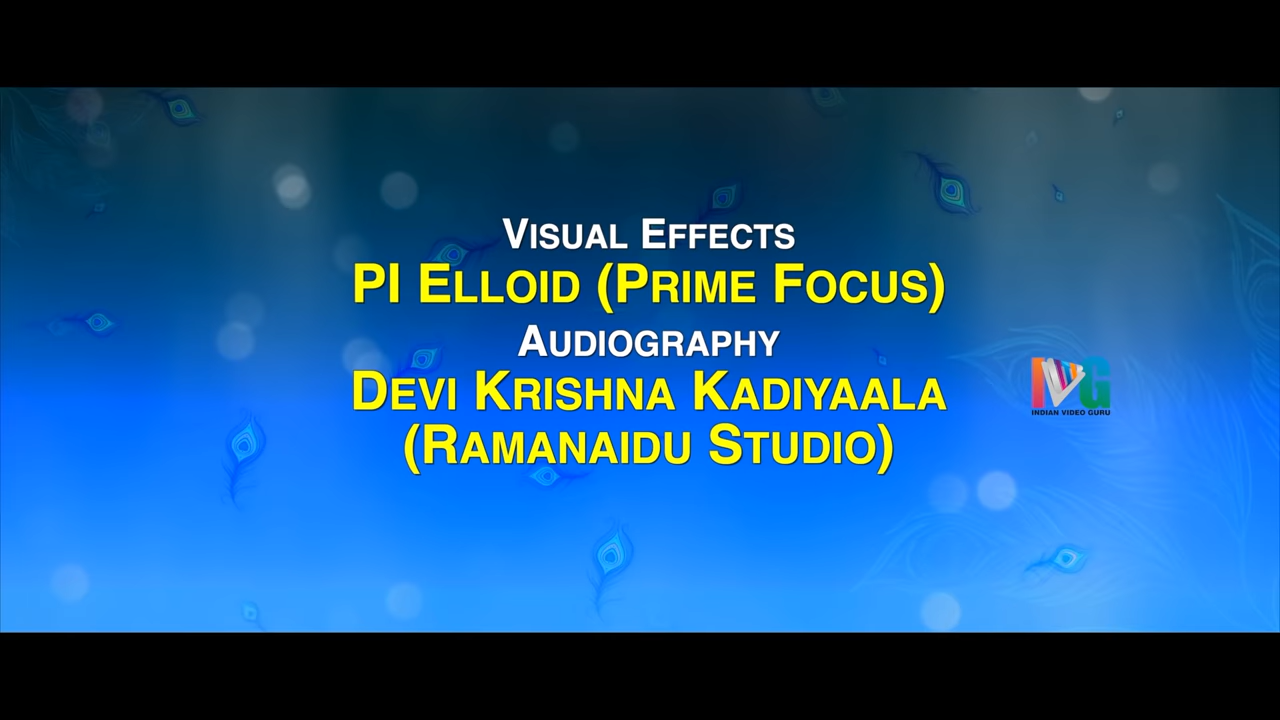 VISUAL EFFECTS
PI ELLOID (PRIME FOCUS)
AUDIOGRAPHY
DEVI KRISHNA KADIYAALA
(RAMANAIDU STUDIO)
IVG
INDIAN VIDEO GURU